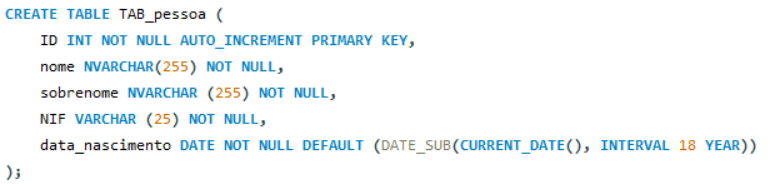 CREATE TABLE TAB_pessoa (
ID INT NOT NULL AUTO_INCREMENT PRIMARY KEY,
nome NVARCHAR(255) NOT NULL,
sobrenome NVARCHAR (255) NOT NULL,
NIF VARCHAR (25) NOT NULL,
data_nascimento DATE NOT NULL DEFAULT (DATE_SUB(CURRENT_DATE(), INTERVAL 18 YEAR))
);